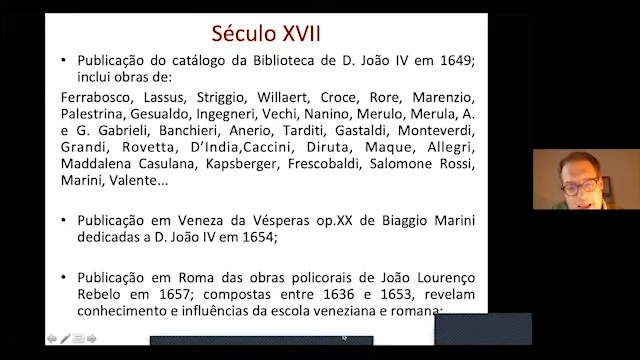 Século XVII
• Publicação do catálogo da Biblioteca de D. João IV em 1649;
inclui obras de:
Ferrabosco, Lassus, Striggio, Willaert, Croce, Rore, Marenzio,
Palestrina, Gesualdo, Ingegneri, Vechi, Nanino, Merulo, Merula, A.
e G. Gabrieli, Banchieri, Anerio, Tarditi, Gastaldi, Monteverdi,
Grandi, Rovetta, D’India,Caccini, Diruta, Maque, Allegri,
Maddalena Casulana, Kapsberger, Frescobaldi, Salomone Rossi,
Marini, Valente...
• Publicação em Veneza da Vésperas op.XX de Biaggio Marini
dedicadas a D. João IV em 1654;
• Publicação em Roma das obras policorais de João Lourenço
Rebelo em 1657; compostas entre 1636 e 1653, revelam
conhecimento e influências da escola veneziana e romana;